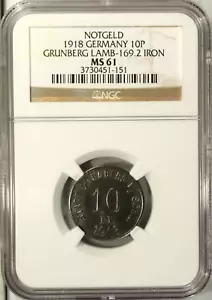 NOTGELD
1918 GERMANY 10P
GRUNBERG LAMB-169.2 IRON
MS 61
3730451-151
NGC
10